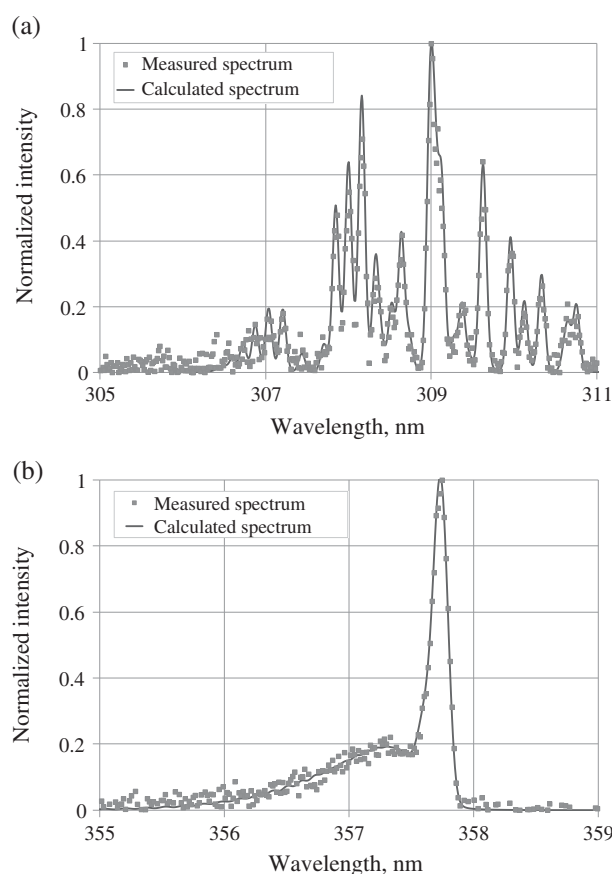 (a)
Measured spectrum
Calculated spectrum
Normalized intensity
1
0.8
0.6
0.4
0.2
0
305
307
309
311
Wavelength, nm
(b)
Measured spectrum
Calculated spectrum
Normalized intensity
1
0.8
0.6
0.4
0.2
0
355
356
357
358
359
Wavelength, nm